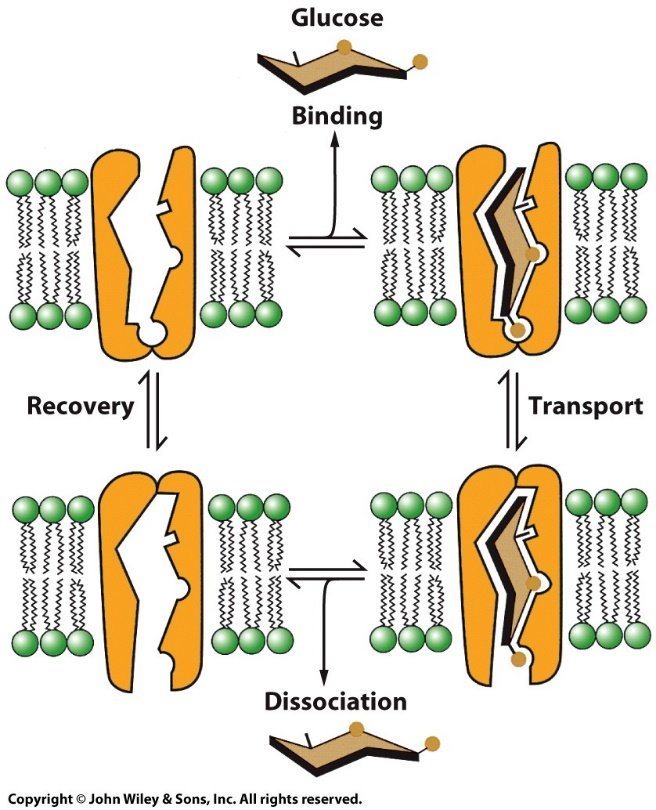 Glucose
Binding
Recovery
Transport
Dissociation
Copyright © John Wiley & Sons, Inc. All rights reserved.